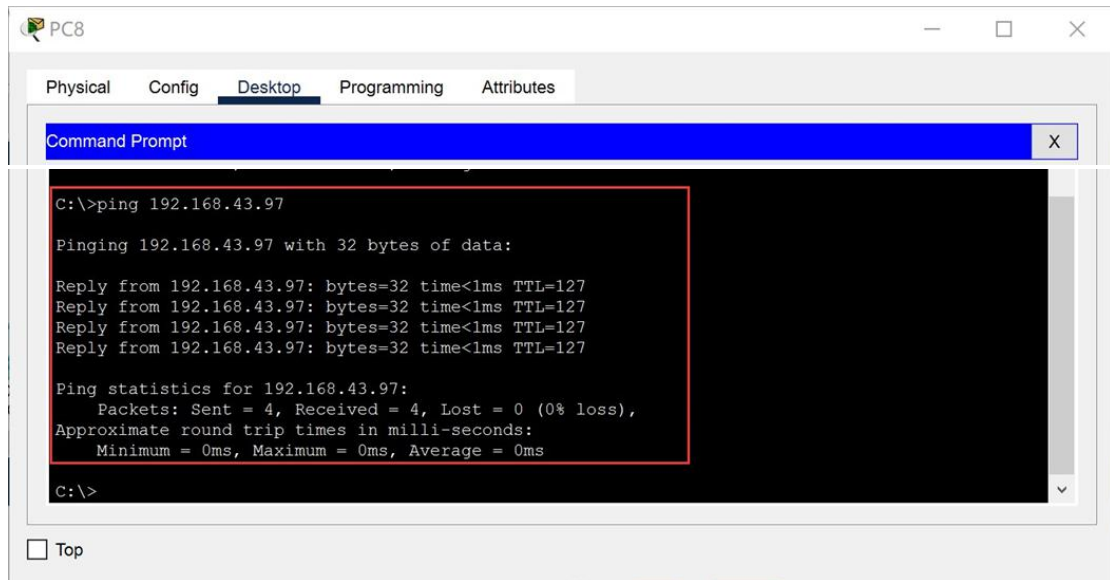 PC8
Physical Config Desktop Programming Attributes
Command Prompt X
C:\>ping 192.168.43.97
Pinging 192.168.43.97 with 32 bytes of data:
Reply from 192.168.43.97: bytes=32 time<1ms TTL=127
Reply from 192.168.43.97: bytes=32 time<1ms TTL=127
Reply from 192.168.43.97: bytes=32 time<1ms TTL=127
Reply from 192.168.43.97: bytes=32 time<1ms TTL=127
Ping statistics for 192.168.43.97:
Packets: Sent = 4, Received = 4, Lost = 0 (0% loss),
Approximate round trip times in milli-seconds:
Minimum = 0ms, Maximum = 0ms, Average = 0ms
C:\>
Top